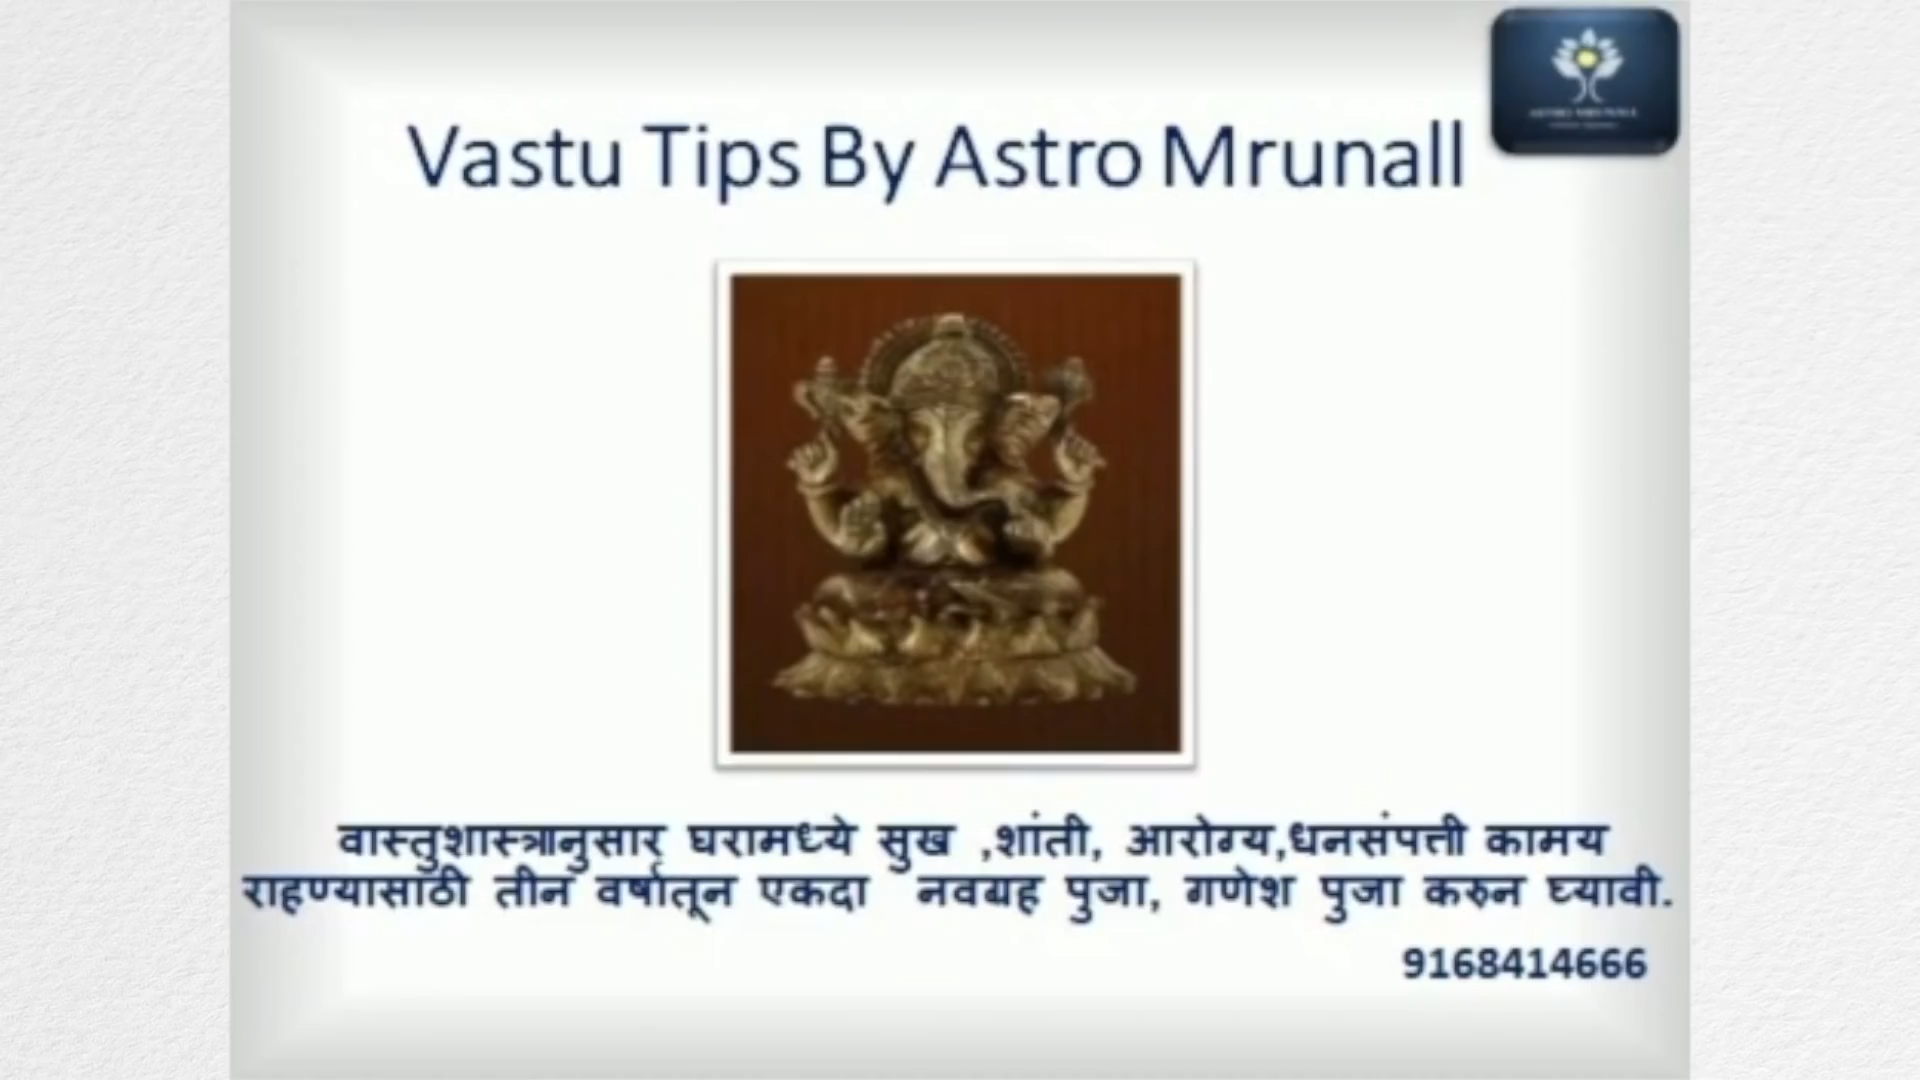 Vastu Tips By Astro Mrunall
वास्तुशास्त्रानुसार घरामध्ये सुख ,शांती, आरोग्य,धनसंपत्ती कामय
राहण्यासाठी तीन वर्षातून एकदा नवग्रह पुजा, गणेश पुजा करुन घ्यावी.
9168414666